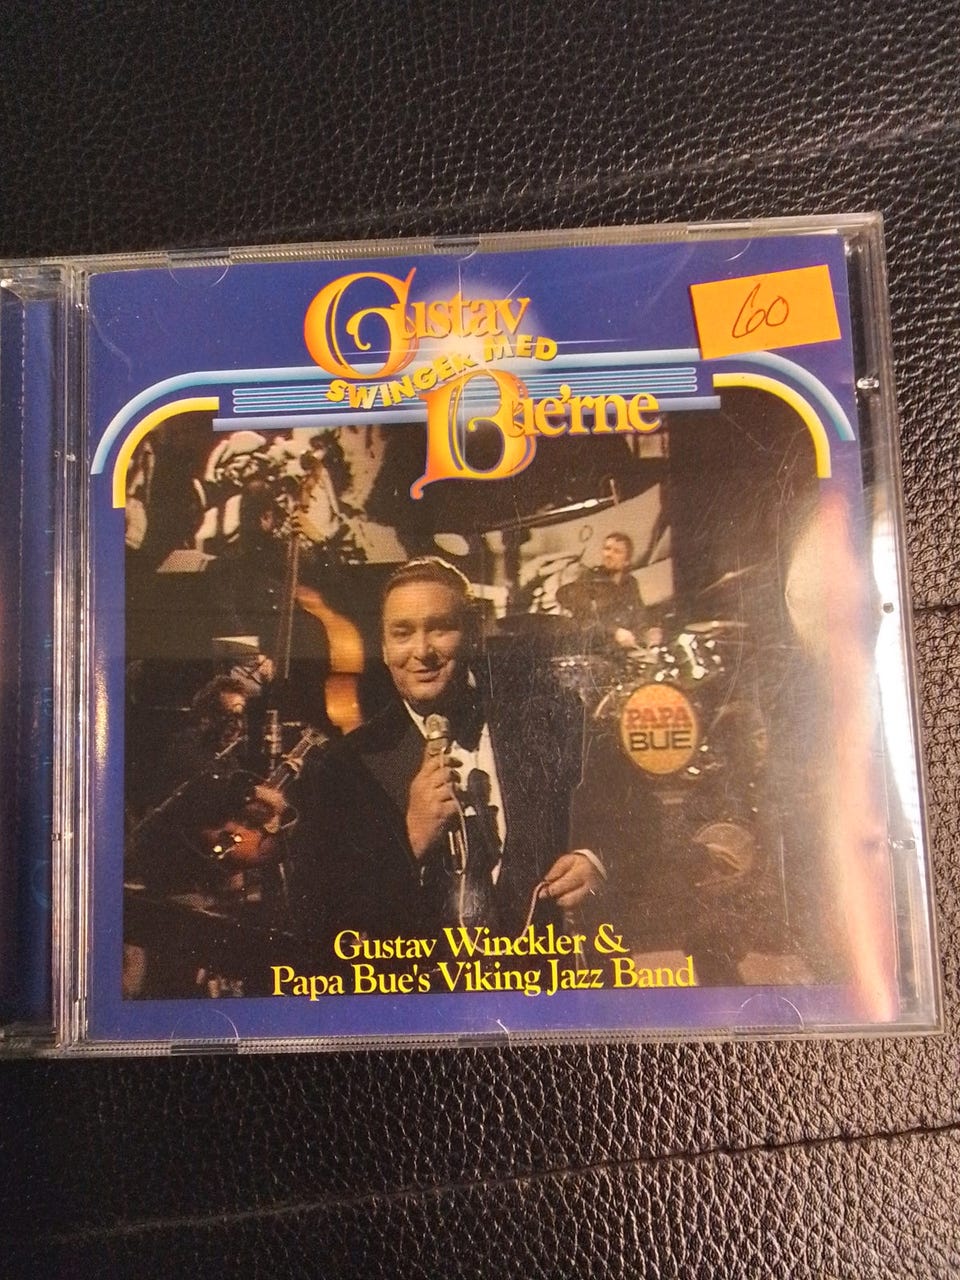 Gustav
60
SWINGER MED
Bue'rne
PAPA
BUE
Gustav Winckler &
Papa Bue's Viking Jazz Band